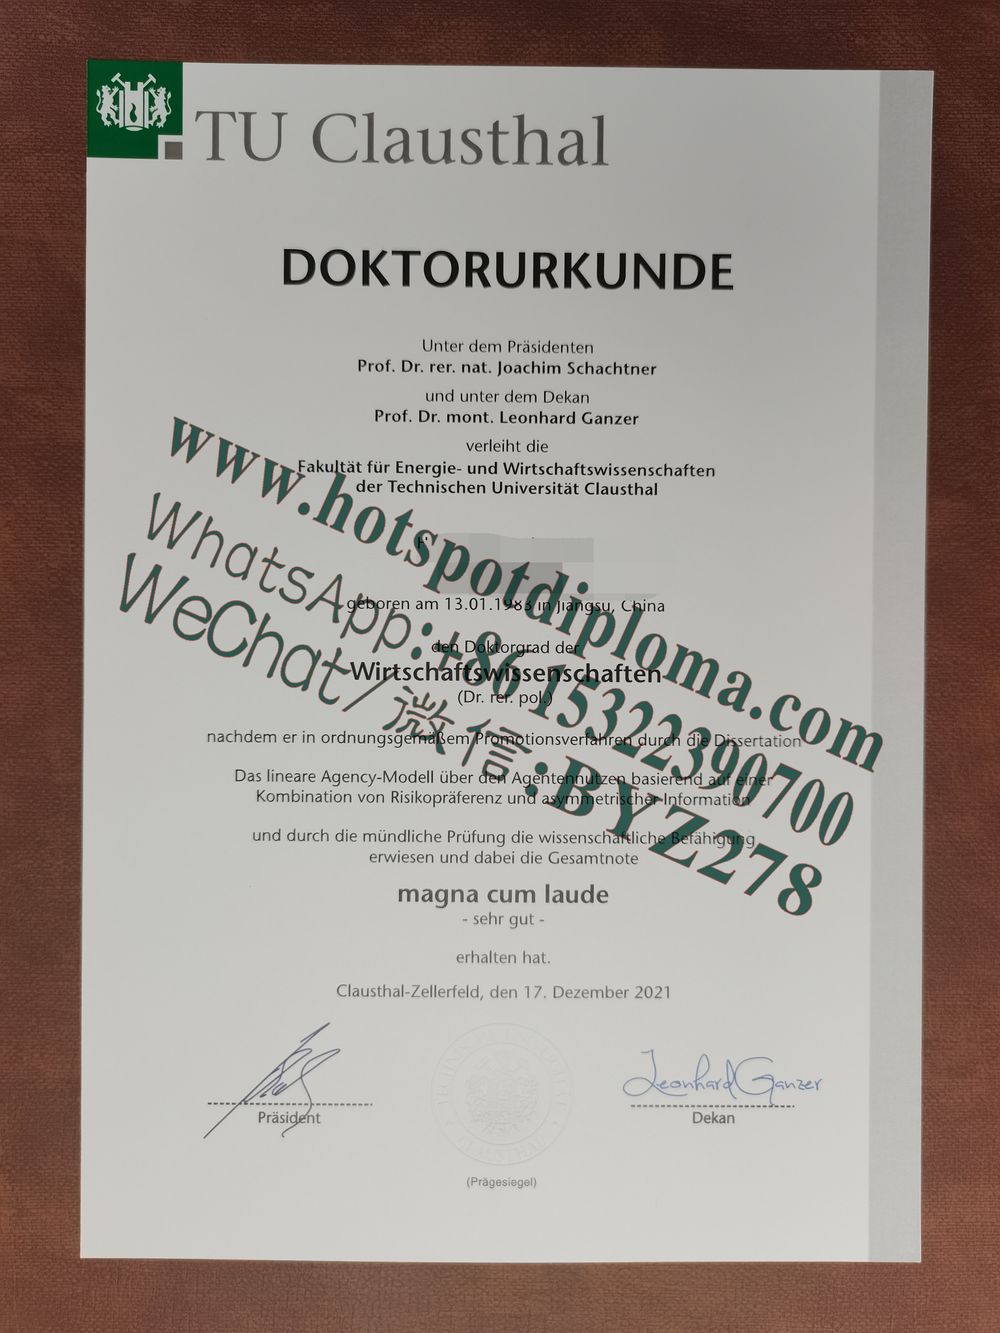 TU Clausthal
DOKTORURKUNDE
Unter dem Präsidenten
Prof. Dr. rer. nat. Joachim Schachtner
und unter dem Dekan
Prof. Dr. mont. Leonhard Ganzer
verleiht die
Fakultät für Energie- und Wirtschaftswissenschaften
der Technischen Universität Clausthal
www.hotspotdiploma.com
WhatsApp:+86 15322390700
WeChat/微信:BYZ278
geboren am 13.01.1983 in Jiangsu, China
den Doktorgrad der
Wirtschaftswissenschaften
(Dr. rer. pol.)
nachdem er in ordnungsgemäßem Promotionsverfahren durch die Dissertation
Das lineare Agency-Modell über den Agentennutzen basierend auf einer
Kombination von Risikopräferenz und asymmetrischer Information
und durch die mündliche Prüfung die wissenschaftliche Befähigung
erwiesen und dabei die Gesamtnote
magna cum laude
- sehr gut -
erhalten hat.
Clausthal-Zellerfeld, den 17. Dezember 2021
Leonhard Ganzer
Präsident
Dekan
CLAUSTHAL
(Prägesiegel)